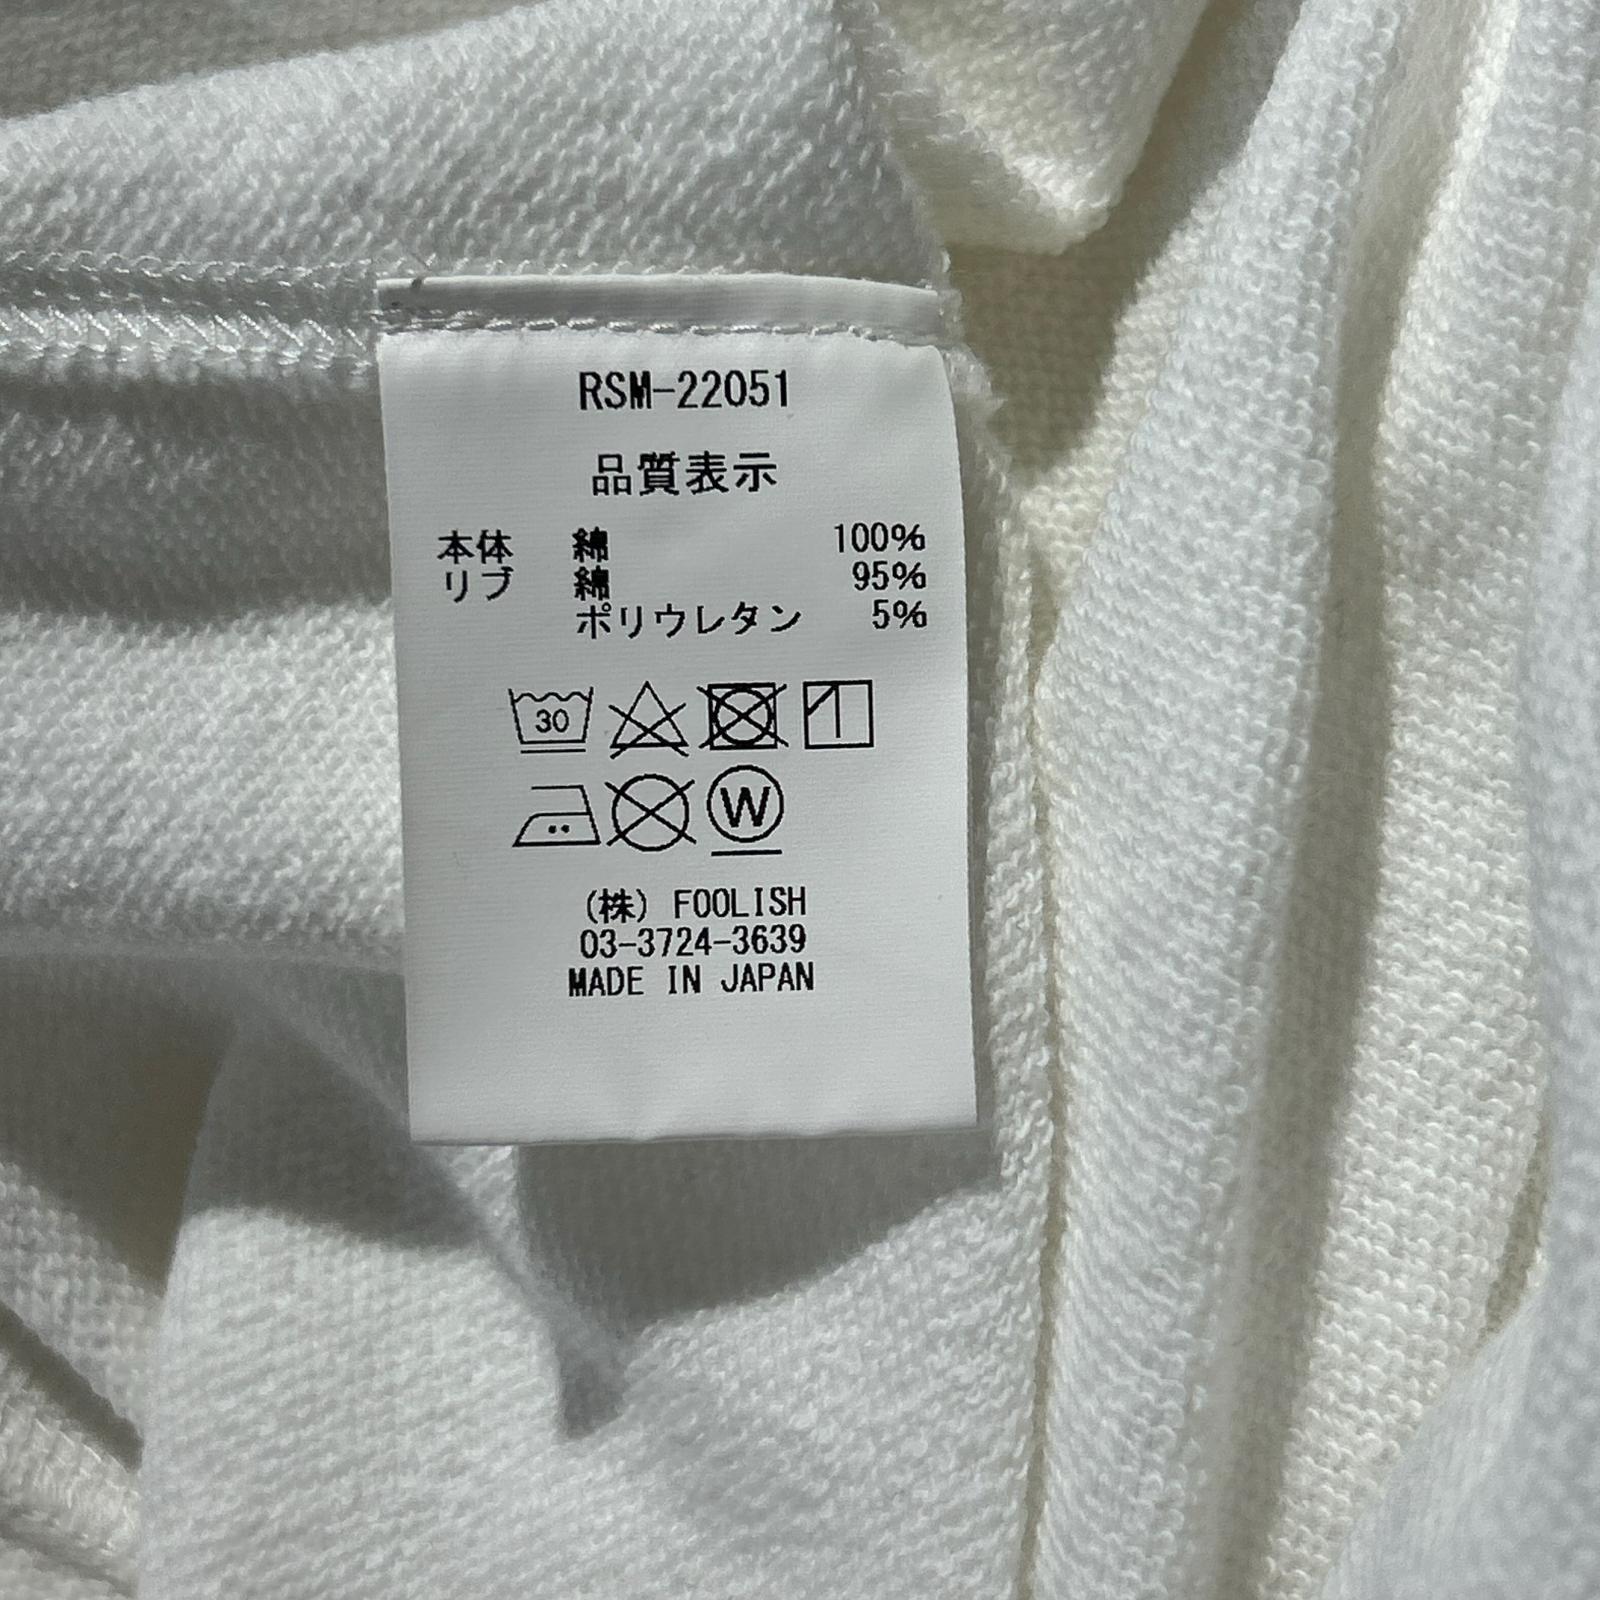 RSM-22051
品質表示
本体 綿 100%
リブ 綿 95%
ポリウレタン 5%
30
W
(株) FOOLISH
03-3724-3639
MADE IN JAPAN